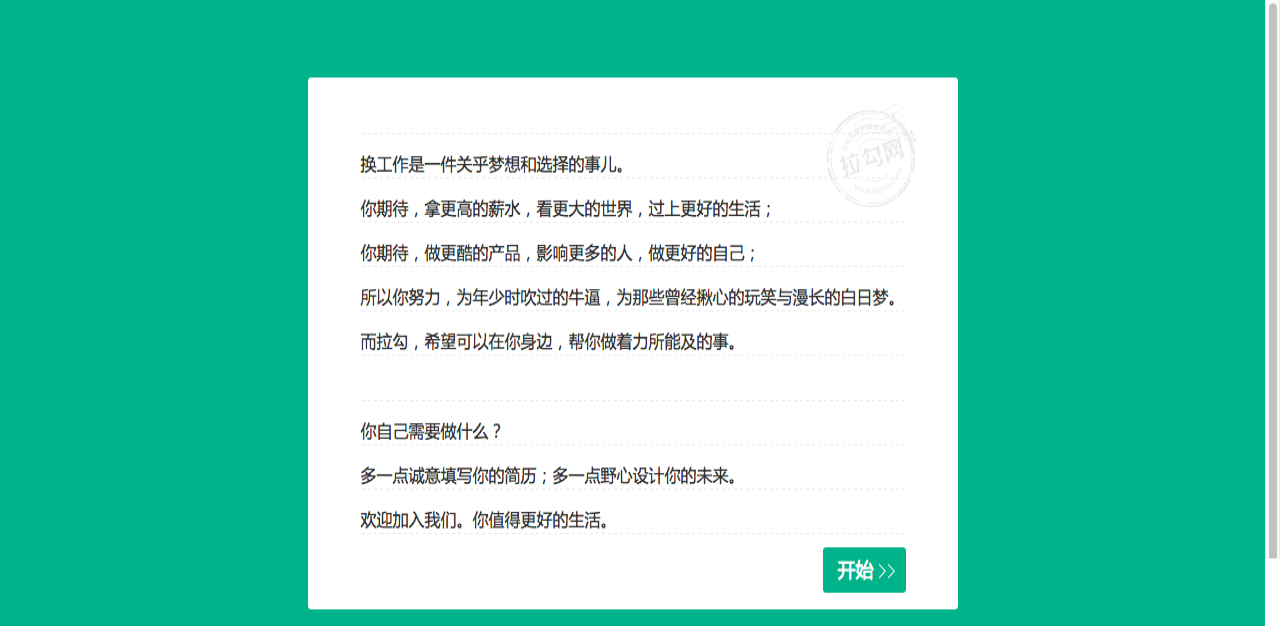 拉勾网
换工作是一件关乎梦想和选择的事儿。
你期待，拿更高的薪水，看更大的世界，过上更好的生活；
你期待，做更酷的产品，影响更多的人，做更好的自己；
所以你努力，为年少时吹过的牛逼，为那些曾经揪心的玩笑与漫长的白日梦。
而拉勾，希望可以在你身边，帮你做着力所能及的事。
你自己需要做什么？
多一点诚意填写你的简历；多一点野心设计你的未来。
欢迎加入我们。你值得更好的生活。
开始 >>